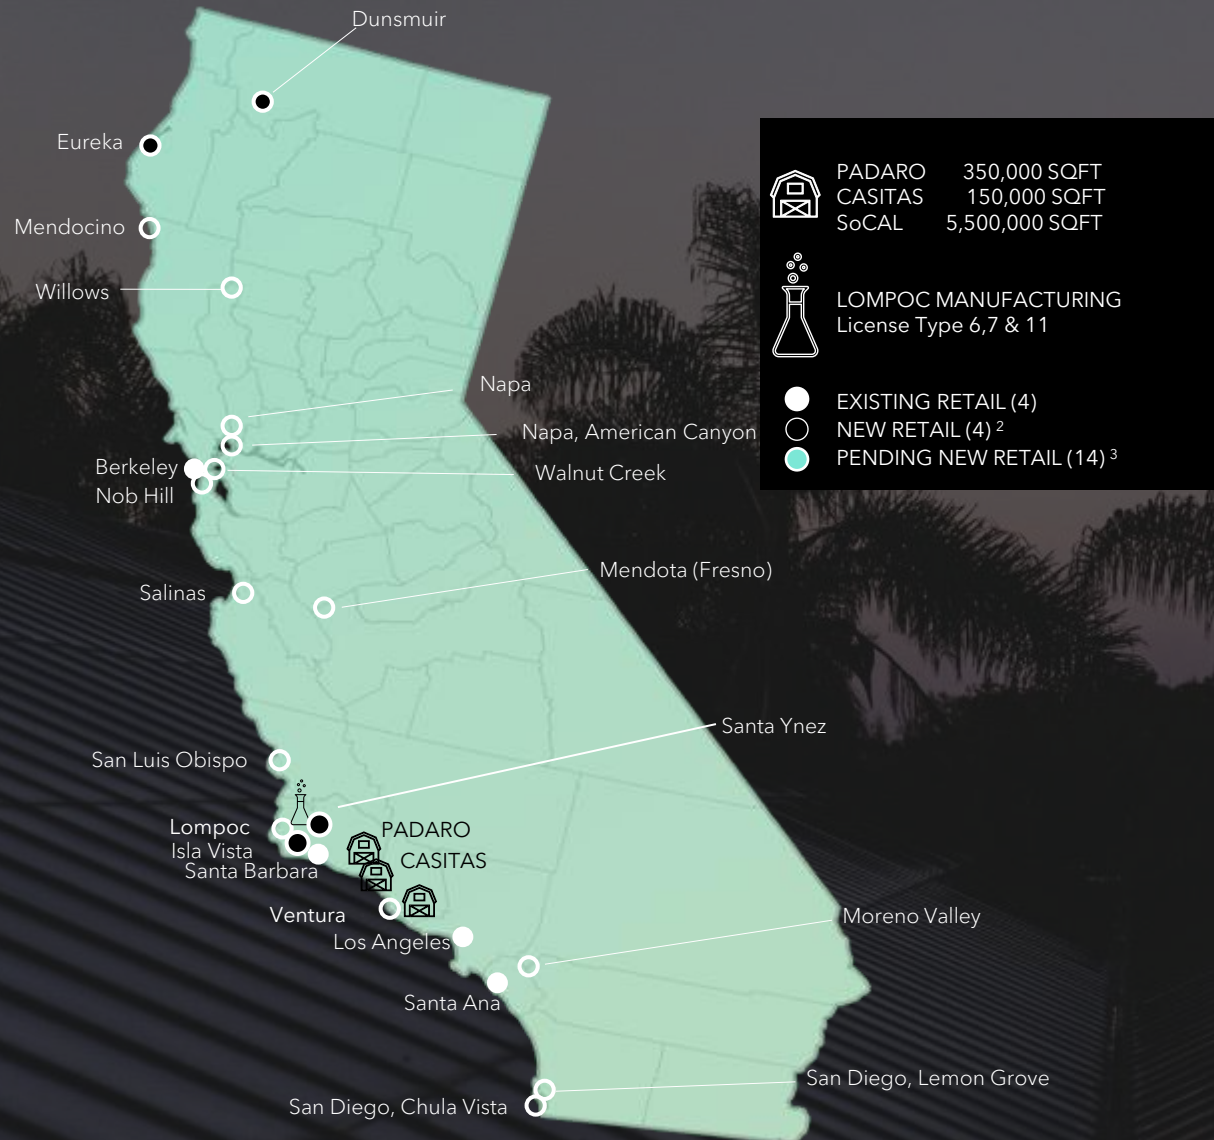 Dunsmuir
Eureka
Mendocino
Willows
Napa
Napa, American Canyon
Berkeley
Walnut Creek
Nob Hill
Mendota (Fresno)
Salinas
Santa Ynez
San Luis Obispo
Lompoc
PADARO
Isla Vista
CASITAS
Santa Barbara
Ventura
Moreno Valley
Los Angeles
Santa Ana
San Diego, Lemon Grove
San Diego, Chula Vista
PADARO 350,000 SQFT
CASITAS 150,000 SQFT
SoCAL 5,500,000 SQFT
LOMPOC MANUFACTURING
License Type 6,7 & 11
EXISTING RETAIL (4)
NEW RETAIL (4) 2
PENDING NEW RETAIL (14) 3